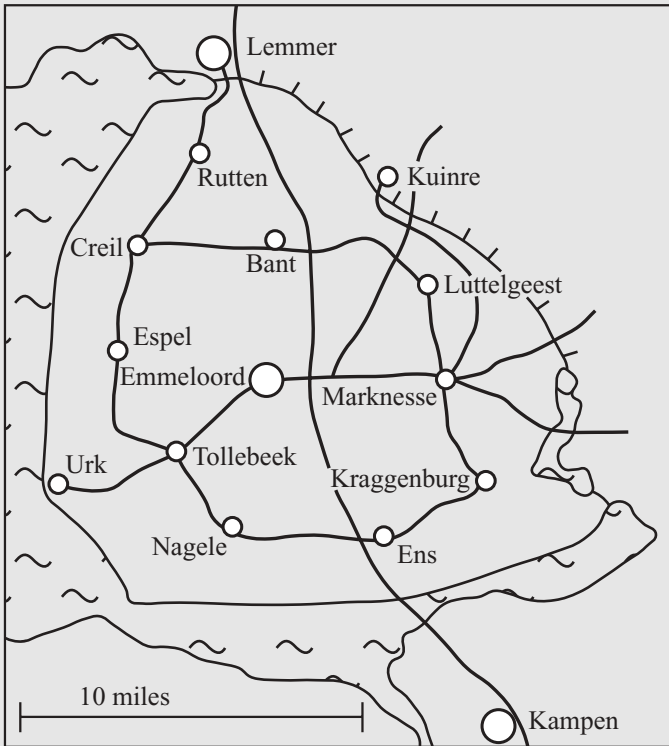 Lemmer
Rutten
Kuinre
Creil
Bant
Luttelgeest
Espel
Emmeloord
Marknesse
Urk
Tollebeek
Kraggenburg
Nagele
Ens
10 miles
Kampen